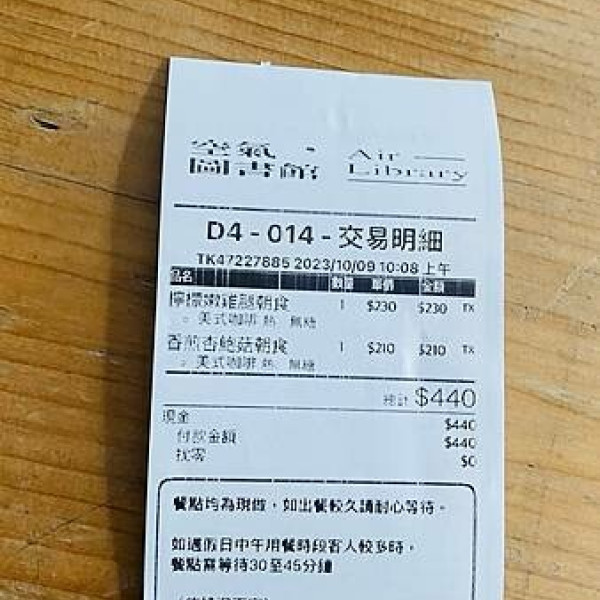 空氣 · Air
圖書館 Library
D4 - 014 - 交易明細
TK47227885 2023/10/09 10:08 上午
品名 數量 單價 金額
檸檬嫩雞腿朝食 1 $230 $230 TX
。美式咖啡 熱 無糖
香煎杏鮑菇朝食 1 $210 $210 TX
。美式咖啡 熱 無糖
總計 $440
現金 $440
付款金額 $440
找零 $0
餐點均為現做，如出餐較久請耐心等待。
如遇假日中午用餐時段客人較多時，
餐點需等待30至45分鐘